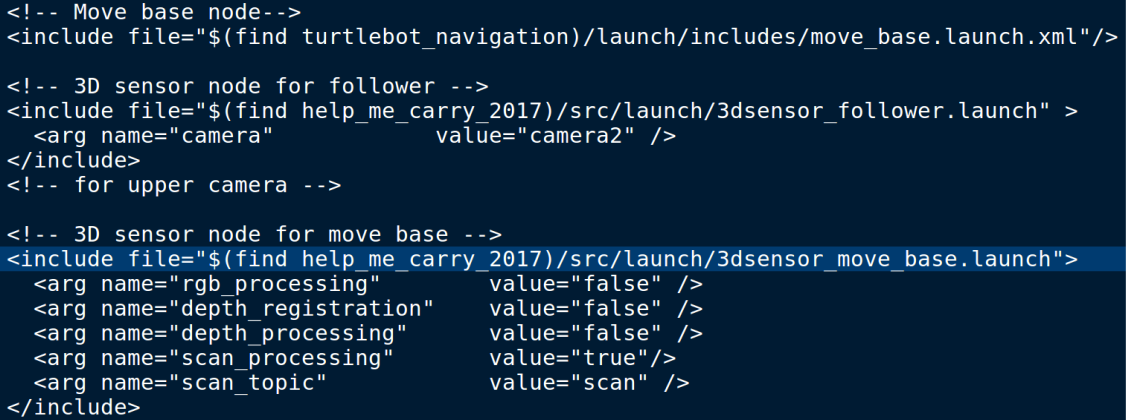 <!-- Move base node-->
<include file="$(find turtlebot_navigation)/launch/includes/move_base.launch.xml"/>
<!-- 3D sensor node for follower -->
<include file="$(find help_me_carry_2017)/src/launch/3dsensor_follower.launch" >
<arg name="camera" value="camera2" />
</include>
<!-- for upper camera -->
<!-- 3D sensor node for move base -->
<include file="$(find help_me_carry_2017)/src/launch/3dsensor_move_base.launch">
<arg name="rgb_processing" value="false" />
<arg name="depth_registration" value="false" />
<arg name="depth_processing" value="false" />
<arg name="scan_processing" value="true"/>
<arg name="scan_topic" value="scan" />
</include>